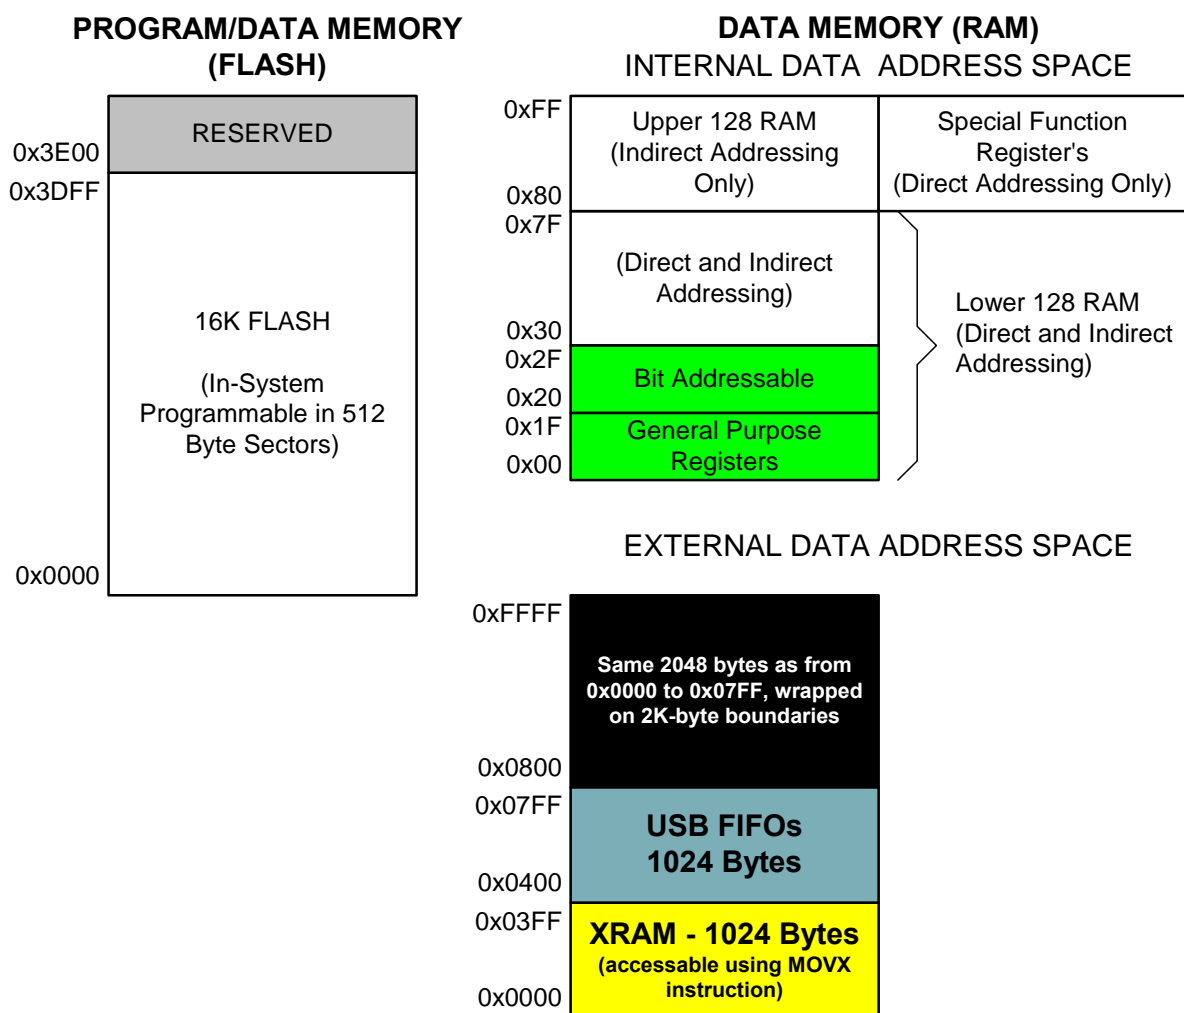 PROGRAM/DATA MEMORY
(FLASH)
RESERVED
0x3E00
0x3DFF
16K FLASH
(In-System
Programmable in 512
Byte Sectors)
0x0000
DATA MEMORY (RAM)
INTERNAL DATA ADDRESS SPACE
0xFF
Upper 128 RAM
(Indirect Addressing
Only)
0x80
Special Function
Register's
(Direct Addressing Only)
0x7F
(Direct and Indirect
Addressing)
0x30
0x2F
Bit Addressable
0x20
0x1F
General Purpose
Registers
0x00
Lower 128 RAM
(Direct and Indirect
Addressing)
EXTERNAL DATA ADDRESS SPACE
0xFFFF
Same 2048 bytes as from
0x0000 to 0x07FF, wrapped
on 2K-byte boundaries
0x0800
0x07FF
USB FIFOs
1024 Bytes
0x0400
0x03FF
XRAM - 1024 Bytes
(accessable using MOVX
instruction)
0x0000